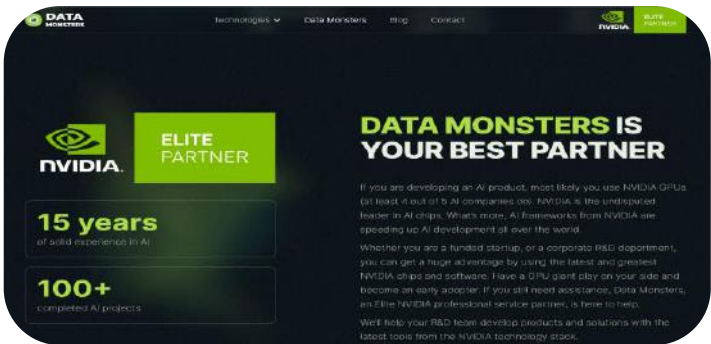 DATA
MONSTERS
Technologies
Data Monsters
Blog
Contact
NVIDIA
ELITE
PARTNER
NVIDIA.
ELITE
PARTNER
15 years
of solid experience in AI
100+
completed AI projects
DATA MONSTERS IS
YOUR BEST PARTNER
If you are developing an AI product, most likely you use NVIDIA GPUs
(at least 4 out of 5 AI companies do). NVIDIA is the undisputed
leader in AI chips. What's more, AI frameworks from NVIDIA are
speeding up AI development all over the world.
Whether you are a funded startup, or a corporate R&D department,
you can get a huge advantage by using the latest and greatest
NVIDIA chips and software. Have a GPU giant play on your side and
become an early adopter. If you still need assistance, Data Monsters,
an Elite NVIDIA professional service partner, is here to help.
We'll help your R&D team develop products and solutions with the
latest tools from the NVIDIA technology stack.